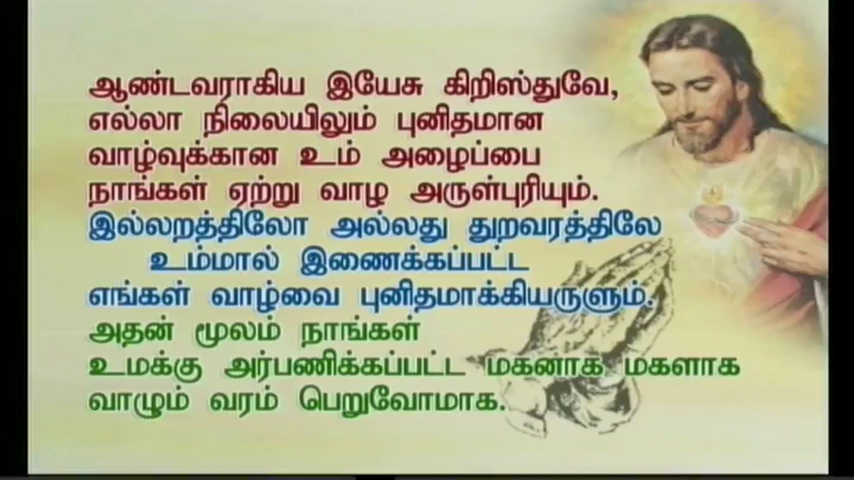 ஆண்டவராகிய இயேசு கிறிஸ்துவே,
எல்லா நிலையிலும் புனிதமான
வாழ்வுக்கான உம் அழைப்பை
நாங்கள் ஏற்று வாழ அருள்புரியும்.
இல்லறத்திலோ அல்லது துறவரத்திலே
உம்மால் இணைக்கப்பட்ட
எங்கள் வாழ்வை புனிதமாக்கியருளும்.
அதன் மூலம் நாங்கள்
உமக்கு அர்பணிக்கப்பட்ட மகனாக மகளாக
வாழும் வரம் பெறுவோமாக.